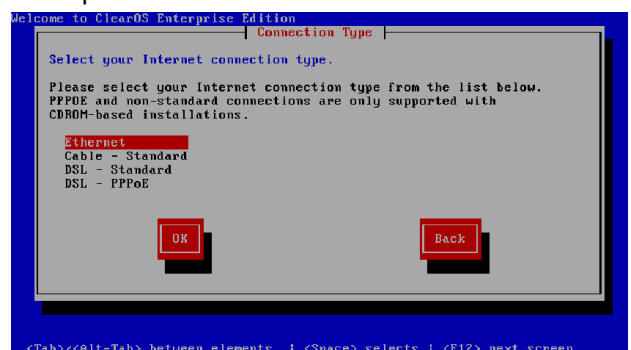 Welcome to ClearOS Enterprise Edition
Connection Type
Select your Internet connection type.
Please select your Internet connection type from the list below.
PPPOE and non-standard connections are only supported with
CDROM-based installations.
Ethernet
Cable - Standard
DSL - Standard
DSL - PPPoE
OK
Back
<Tab>/<Alt-Tab> between elements | <Space> selects | <F12> next screen